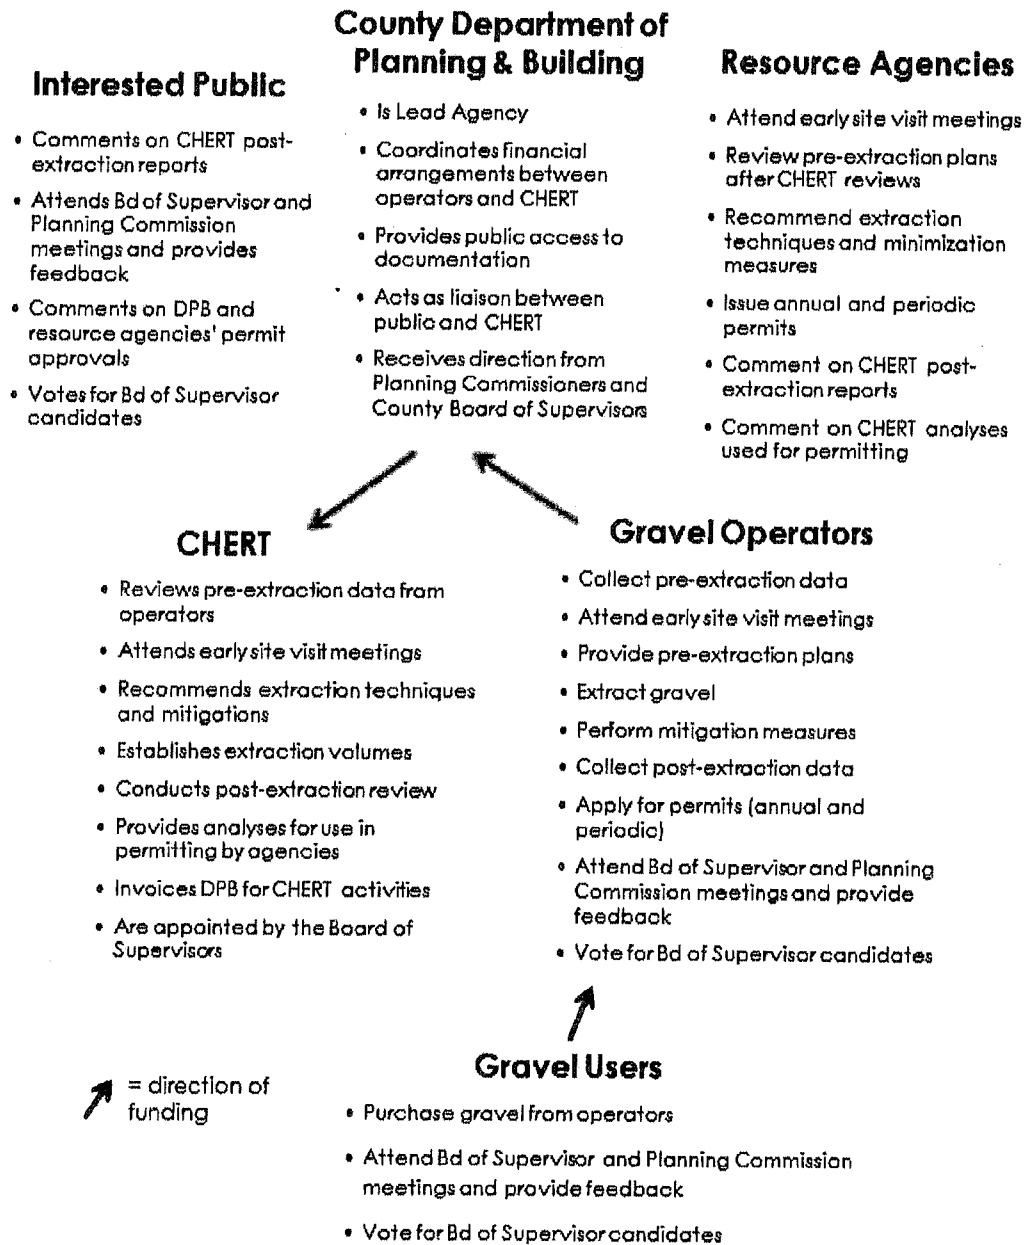 County Department of
Planning & Building
• Is Lead Agency
• Coordinates financial
arrangements between
operators and CHERT
• Provides public access to
documentation
• Acts as liaison between
public and CHERT
• Receives direction from
Planning Commissioners and
County Board of Supervisors
Interested Public
• Comments on CHERT post-
extraction reports
• Attends Bd of Supervisor and
Planning Commission
meetings and provides
feedback
• Comments on DPB and
resource agencies' permit
approvals
• Votes for Bd of Supervisor
candidates
Resource Agencies
• Attend early site visit meetings
• Review pre-extraction plans
after CHERT reviews
• Recommend extraction
techniques and minimization
measures
• Issue annual and periodic
permits
• Comment on CHERT post-
extraction reports
• Comment on CHERT analyses
used for permitting
CHERT
• Reviews pre-extraction data from
operators
• Attends early site visit meetings
• Recommends extraction techniques
and mitigations
• Establishes extraction volumes
• Conducts post-extraction review
• Provides analyses for use in
permitting by agencies
• Invoices DPB for CHERT activities
• Are appointed by the Board of
Supervisors
Gravel Operators
• Collect pre-extraction data
• Attend early site visit meetings
• Provide pre-extraction plans
• Extract gravel
• Perform mitigation measures
• Collect post-extraction data
• Apply for permits (annual and
periodic)
• Attend Bd of Supervisor and Planning
Commission meetings and provide
feedback
• Vote for Bd of Supervisor candidates
= direction of
funding
Gravel Users
• Purchase gravel from operators
• Attend Bd of Supervisor and Planning Commission
meetings and provide feedback
• Vote for Bd of Supervisor candidates